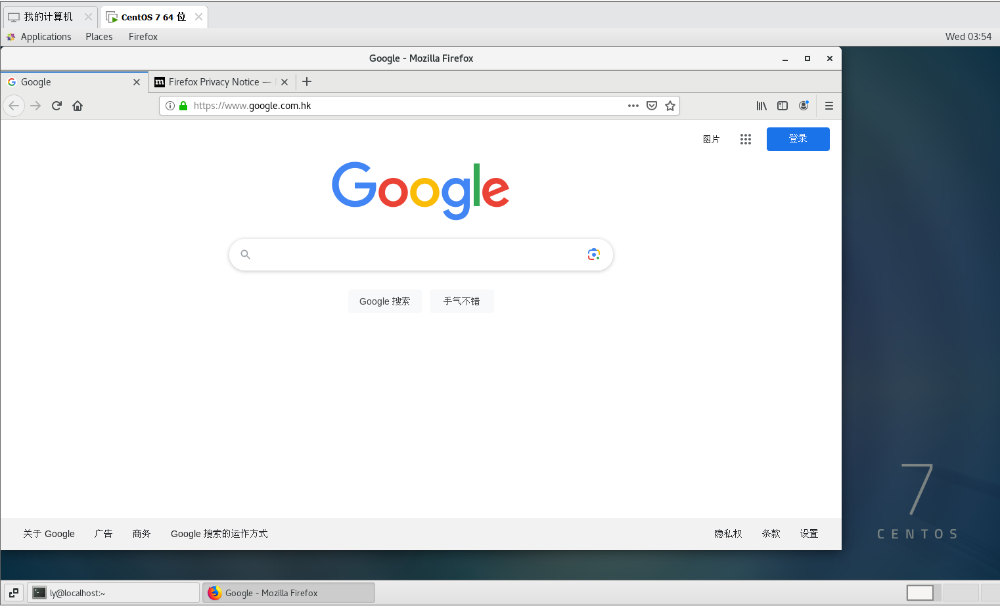 我的计算机
CentOS 7 64 位
Applications Places Firefox Wed 03:54
Google - Mozilla Firefox
Google Firefox Privacy Notice —
https://www.google.com.hk
图片 登录
Google
Google 搜索 手气不错
关于 Google 广告 商务 Google 搜索的运作方式 隐私权 条款 设置
7
CENTOS
ly@localhost:~ Google - Mozilla Firefox